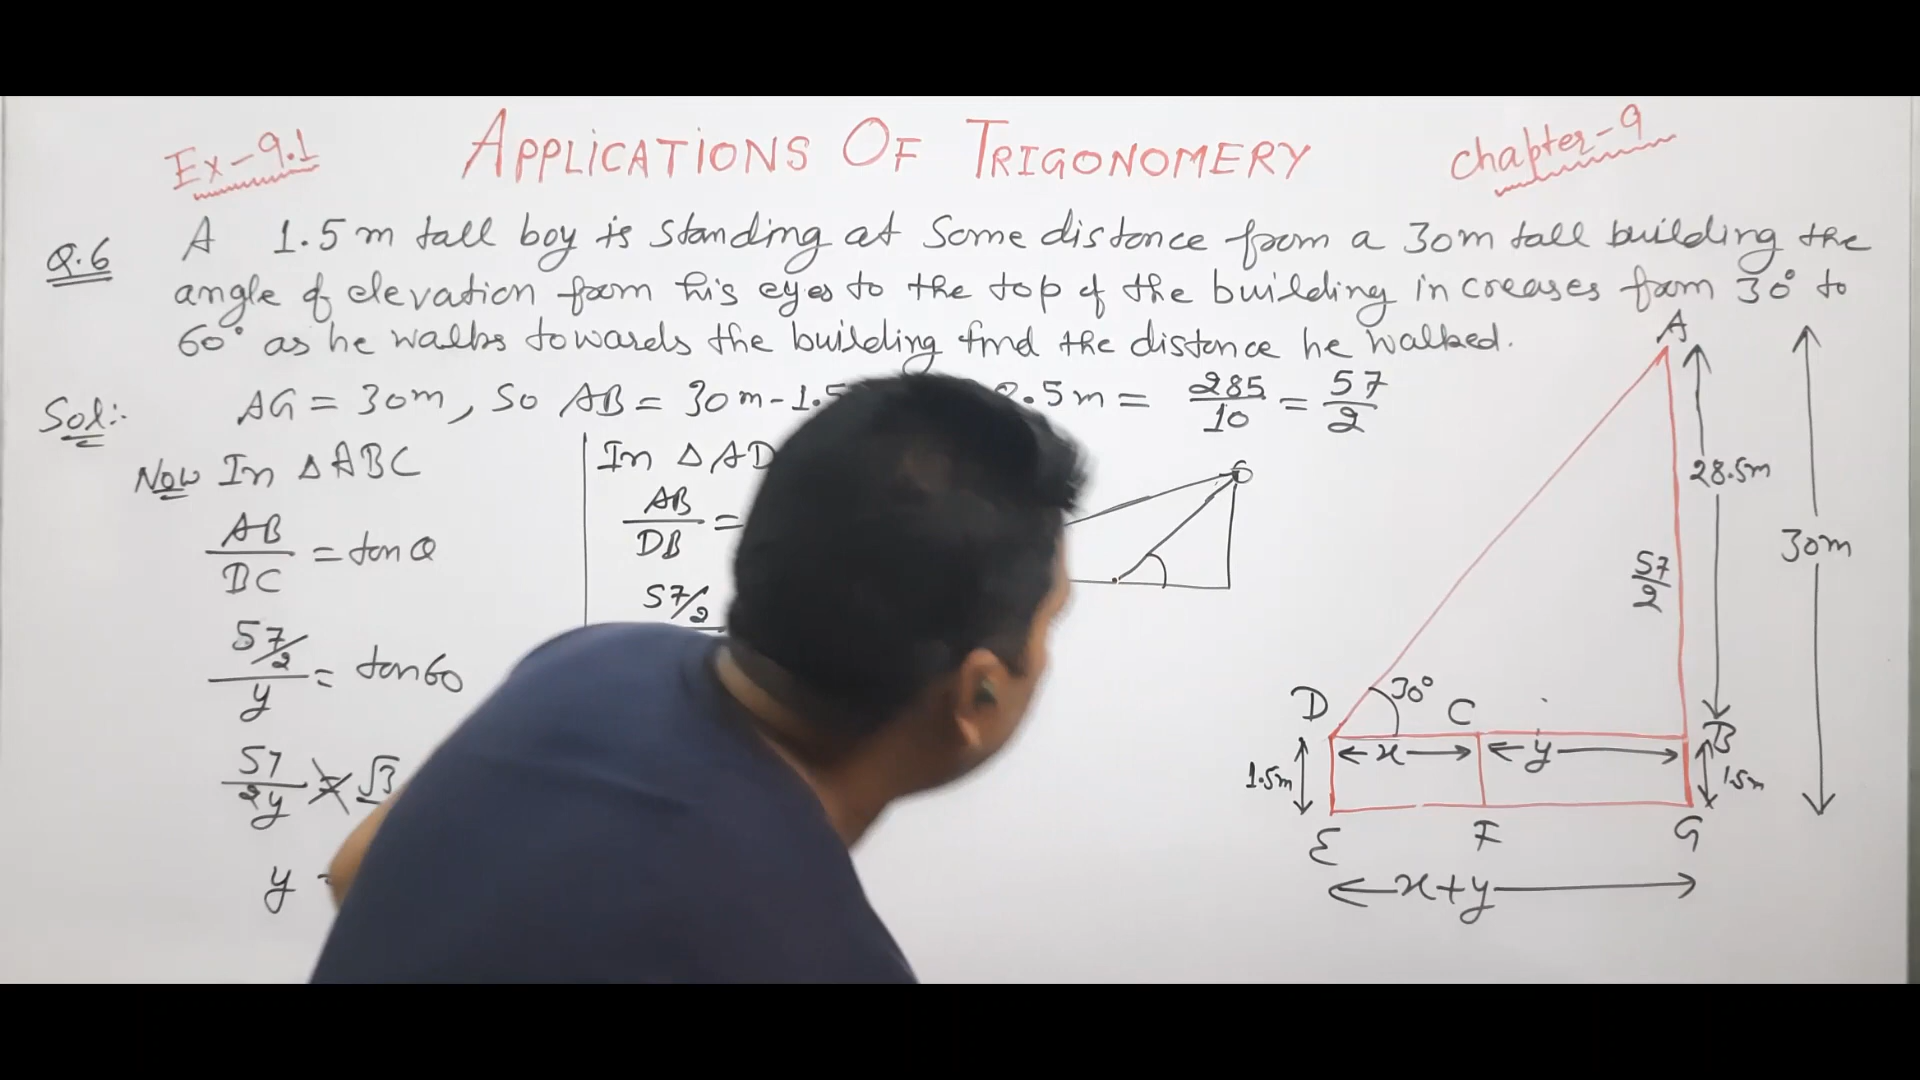 Ex-9.1 APPLICATIONS OF TRIGONOMERY Chapter-9
Q.6 A 1.5m tall boy is standing at some distance from a 30m tall building the
angle of elevation from his eyes to the top of the building increases from 30° to
60° as he walks towards the building find the distance he walked.
Sol:- AG = 30m, So AB = 30m - 1.5 .5m = 285/10 = 57/2
Now In △ABC
AB/BC = tan θ
57/2/y = tan60
57/2y = √3
y =
In △AD
AB/DB =
57/2
A
28.5m
30m
57/2
D 30° C B
x y
1.5m 1.5m
E F G
x+y